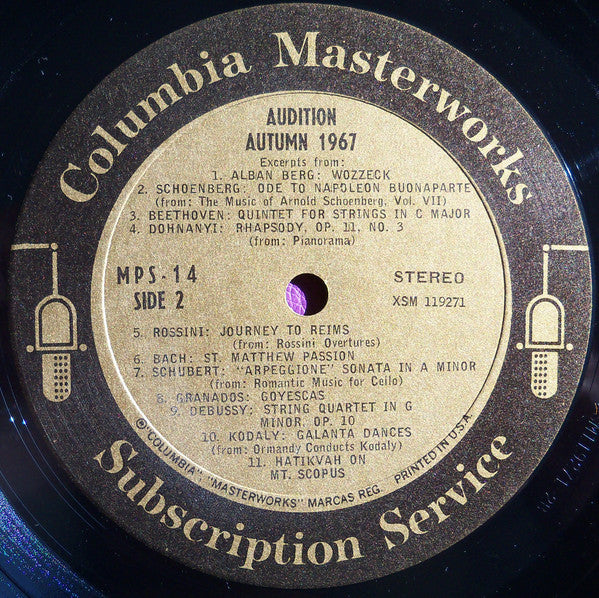 Columbia Masterworks
AUDITION
AUTUMN 1967
Excerpts from:
1. ALBAN BERG: WOZZECK
2. SCHOENBERG: ODE TO NAPOLEON BUONAPARTE
(from: The Music of Arnold Schoenberg, Vol. VII)
3. BEETHOVEN: QUINTET FOR STRINGS IN C MAJOR
4. DOHNANYI: RHAPSODY, OP. 11, NO. 3
(from: Pianorama)
MPS-14
SIDE 2
STEREO
XSM 119271
5. ROSSINI: JOURNEY TO REIMS
(from: Rossini Overtures)
6. BACH: ST. MATTHEW PASSION
7. SCHUBERT: "ARPEGGIONE" SONATA IN A MINOR
(from: Romantic Music for Cello)
8. GRANADOS: GOYESCAS
9. DEBUSSY: STRING QUARTET IN G
MINOR, OP. 10
10. KODALY: GALANTA DANCES
(from: Ormandy Conducts Kodaly)
11. HATIKVAH ON
MT. SCOPUS
® "COLUMBIA" "MASTERWORKS" MARCAS REG. PRINTED IN U.S.A.
Subscription Service